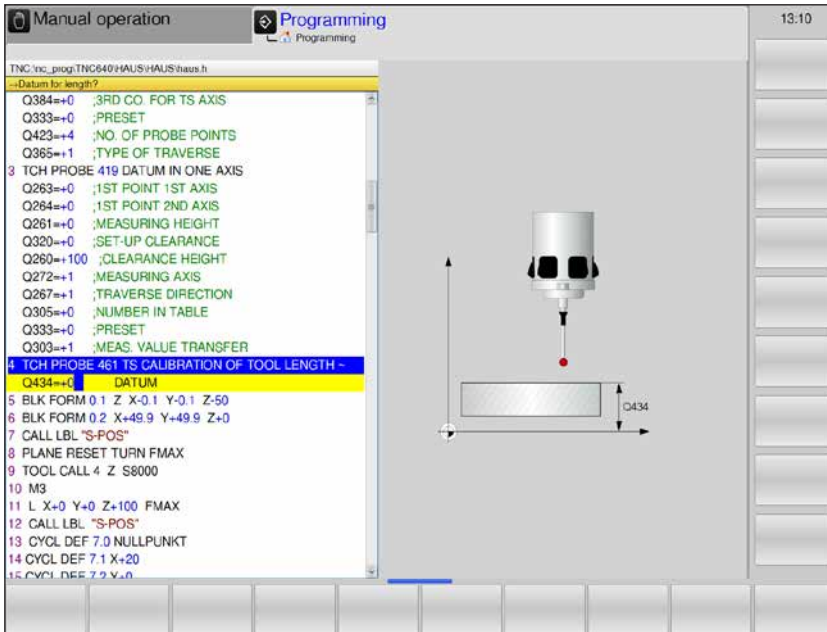 Manual operation
Programming
Programming
13:10
TNC:\nc_prog\TNC640\HAUS\HAUS\haus.h
→Datum for length?
Q384=+0 ;3RD CO. FOR TS AXIS
Q333=+0 ;PRESET
Q423=+4 ;NO. OF PROBE POINTS
Q365=+1 ;TYPE OF TRAVERSE
3 TCH PROBE 419 DATUM IN ONE AXIS
Q263=+0 ;1ST POINT 1ST AXIS
Q264=+0 ;1ST POINT 2ND AXIS
Q261=+0 ;MEASURING HEIGHT
Q320=+0 ;SET-UP CLEARANCE
Q260=+100 ;CLEARANCE HEIGHT
Q272=+1 ;MEASURING AXIS
Q267=+1 ;TRAVERSE DIRECTION
Q305=+0 ;NUMBER IN TABLE
Q333=+0 ;PRESET
Q303=+1 ;MEAS. VALUE TRANSFER
4 TCH PROBE 461 TS CALIBRATION OF TOOL LENGTH ~
Q434=+0 DATUM
5 BLK FORM 0.1 Z X-0.1 Y-0.1 Z-50
6 BLK FORM 0.2 X+49.9 Y+49.9 Z+0
7 CALL LBL "S-POS"
8 PLANE RESET TURN FMAX
9 TOOL CALL 4 Z S8000
10 M3
11 L X+0 Y+0 Z+100 FMAX
12 CALL LBL "S-POS"
13 CYCL DEF 7.0 NULLPUNKT
14 CYCL DEF 7.1 X+20
15 CYCL DEF 7.2 Y+0
Q434